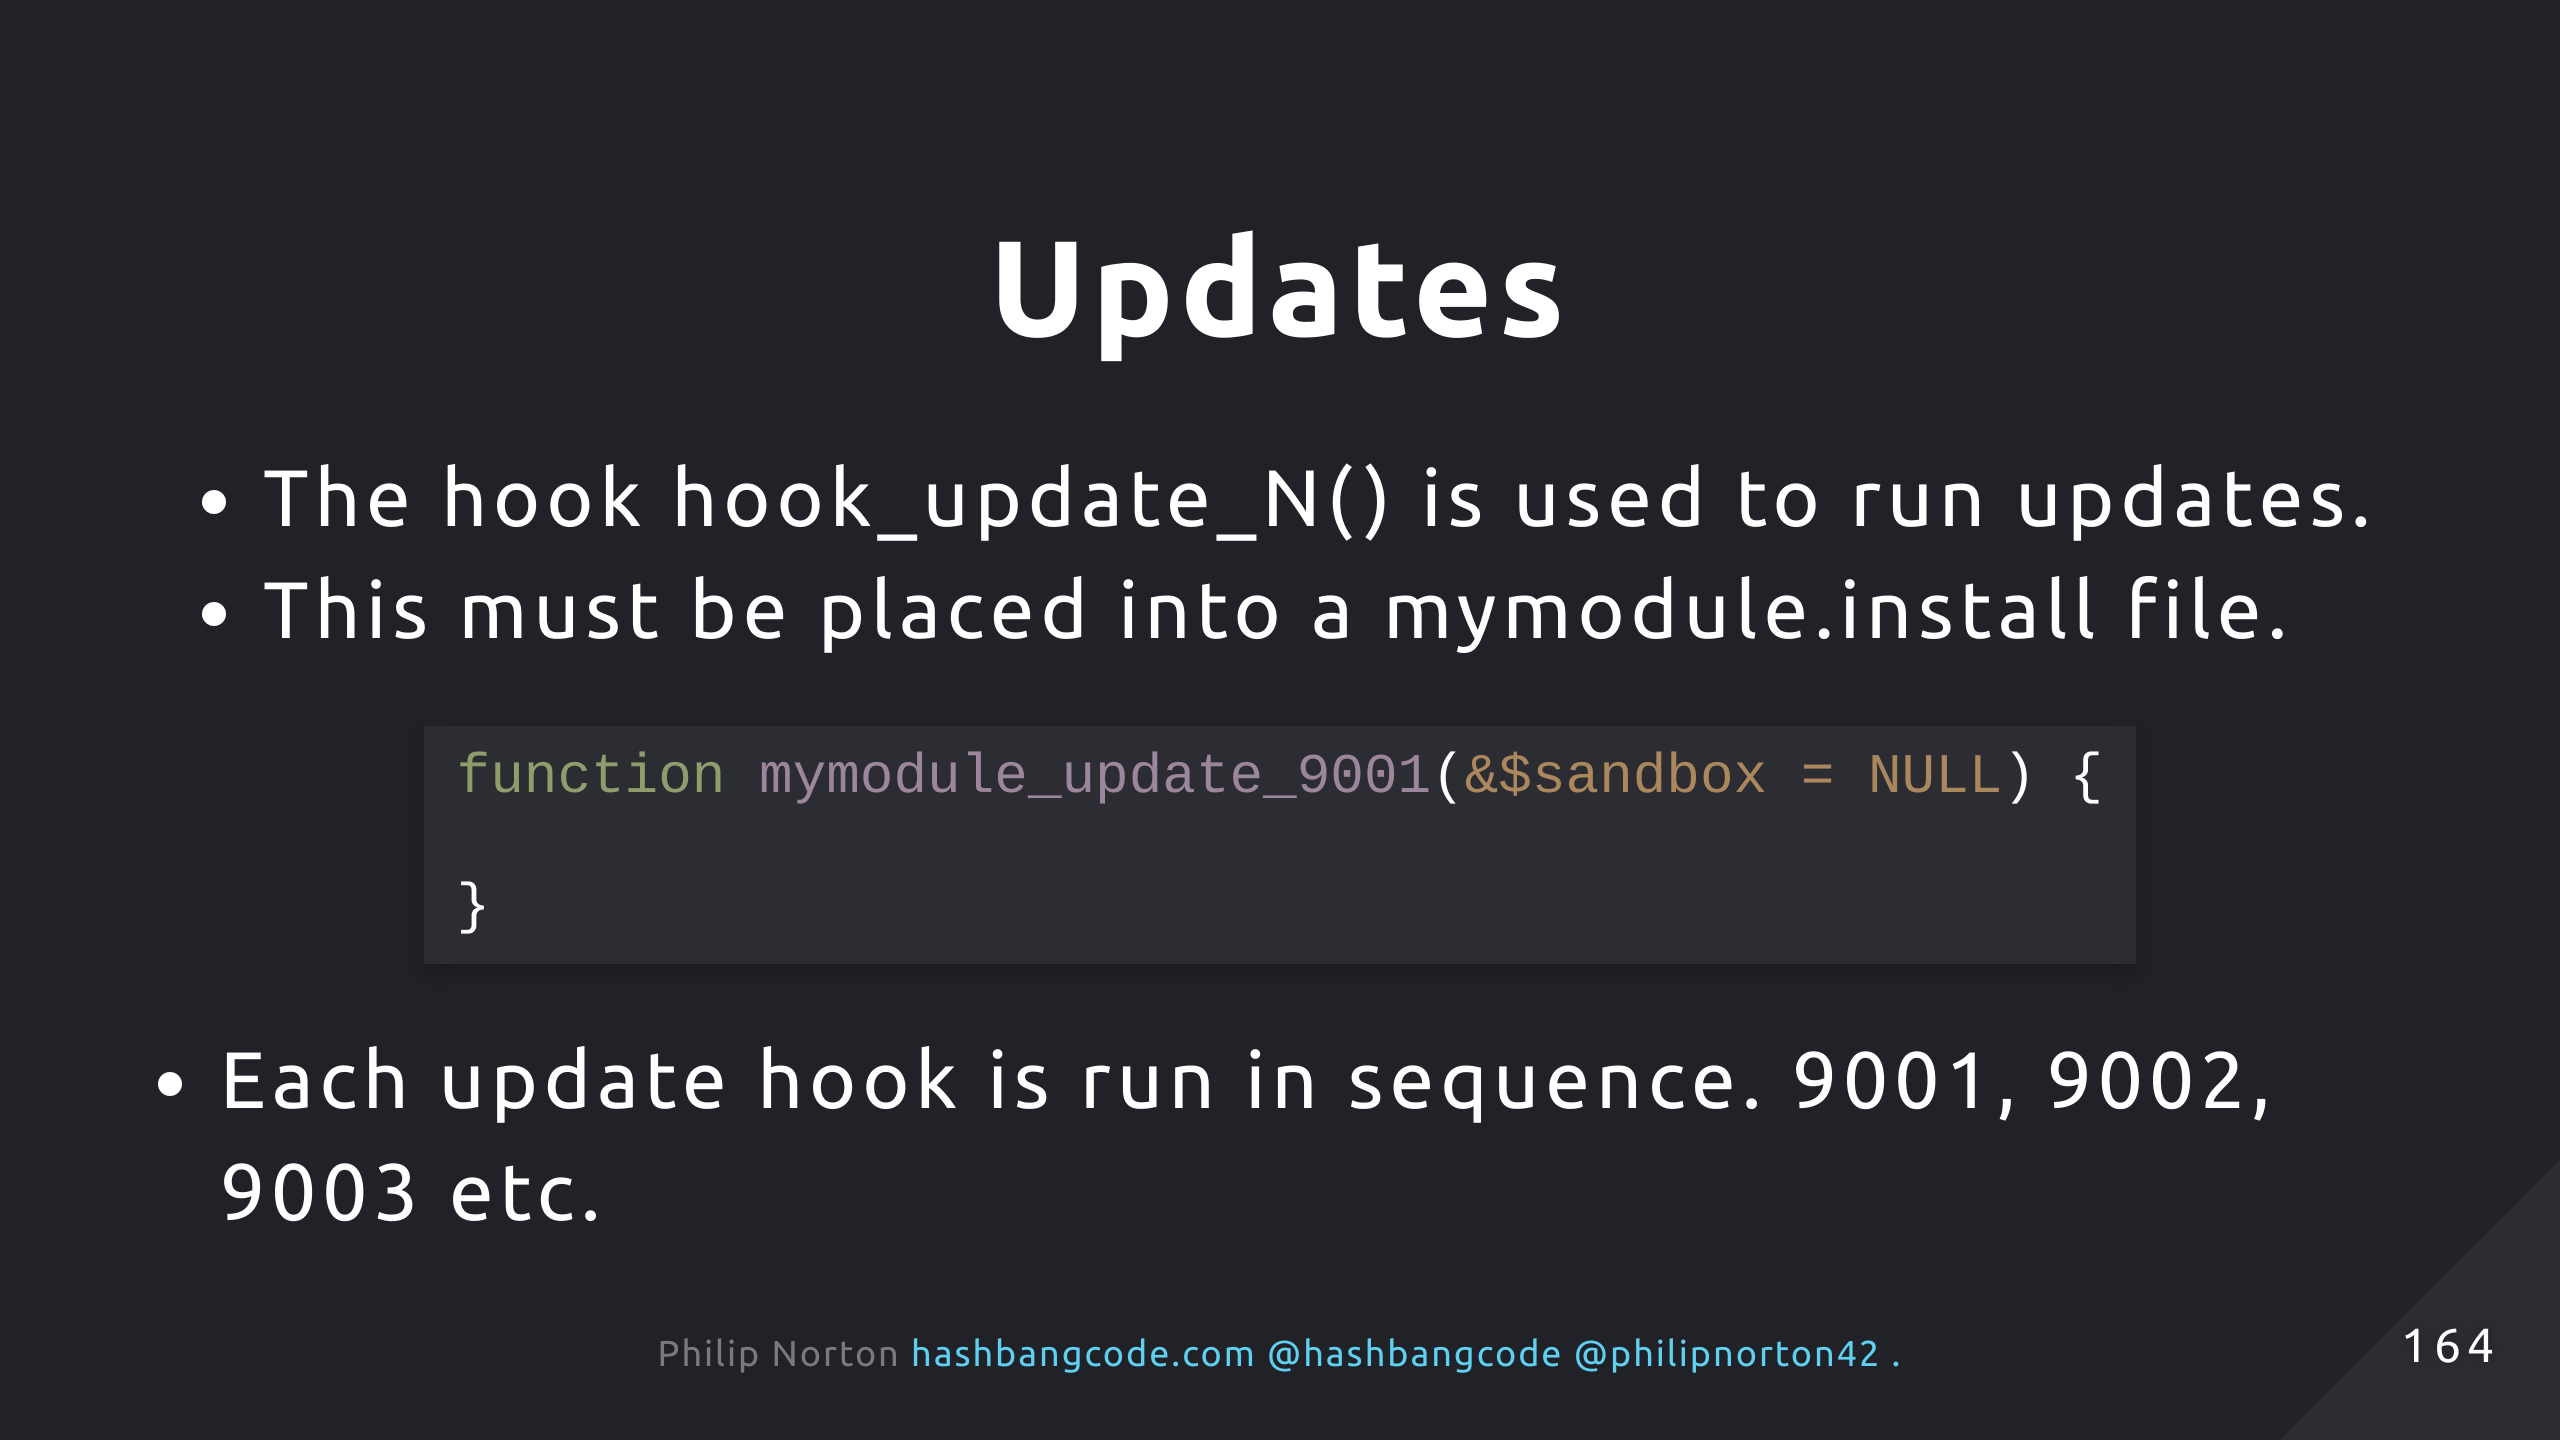 Updates
• The hook hook_update_N() is used to run updates.
• This must be placed into a mymodule.install file.
function mymodule_update_9001(&$sandbox = NULL) {
}
• Each update hook is run in sequence. 9001, 9002,
9003 etc.
Philip Norton hashbangcode.com @hashbangcode @philipnorton42 .
164